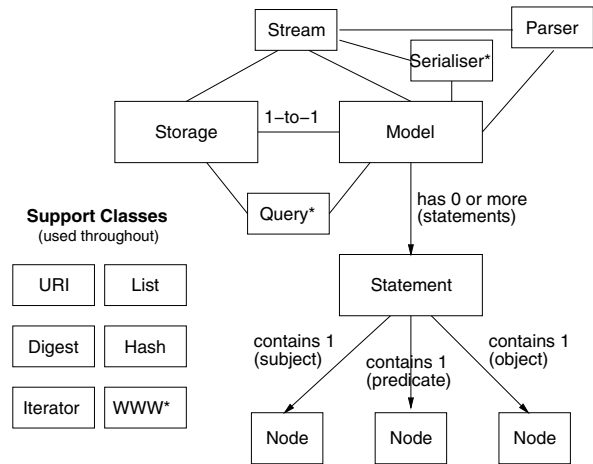 Stream
Parser
Serialiser*
Storage
1–to–1
Model
Query*
has 0 or more
(statements)
Support Classes
(used throughout)
URI
List
Statement
Digest
Hash
contains 1
(subject)
contains 1
(predicate)
contains 1
(object)
Iterator
WWW*
Node
Node
Node